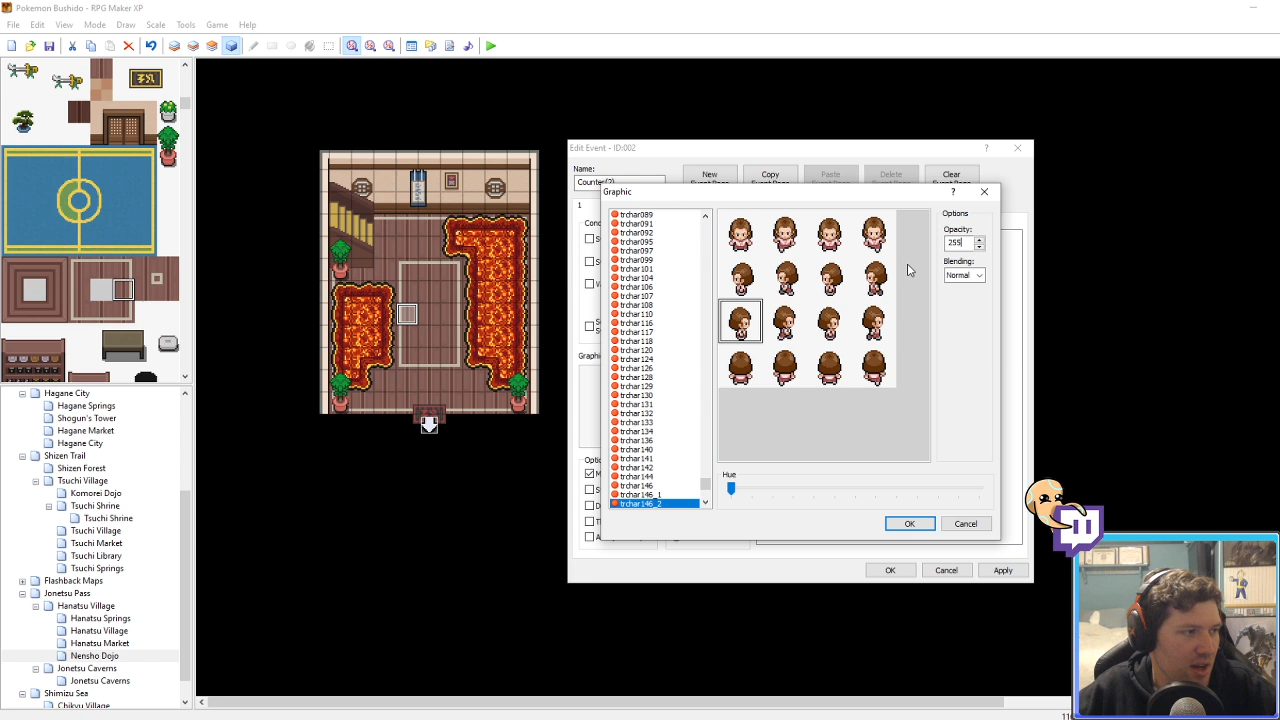 Pokemon Bushido - RPG Maker XP
File Edit View Mode Draw Scale Tools Game Help
Hagane City
Hagane Springs
Shogun's Tower
Hagane Market
Hagane City
Shizen Trail
Shizen Forest
Tsuchi Village
Komorei Dojo
Tsuchi Shrine
Tsuchi Shrine
Tsuchi Village
Tsuchi Market
Tsuchi Library
Tsuchi Springs
Flashback Maps
Jonetsu Pass
Hanatsu Village
Hanatsu Springs
Hanatsu Village
Hanatsu Market
Nensho Dojo
Jonetsu Caverns
Jonetsu Caverns
Shimizu Sea
Chikyu Village
Edit Event - ID:002
Name:
Counter(2)
New
Copy
Paste
Delete
Clear
1
Graphic
trchar089
trchar091
trchar092
trchar095
trchar097
trchar099
trchar101
trchar104
trchar106
trchar107
trchar108
trchar110
trchar116
trchar117
trchar118
trchar120
trchar124
trchar126
trchar128
trchar129
trchar130
trchar131
trchar132
trchar133
trchar134
trchar136
trchar140
trchar141
trchar142
trchar144
trchar146
trchar146_1
trchar146_2
Options
Opacity:
255
Blending:
Normal
Hue
OK Cancel
OK Cancel Apply